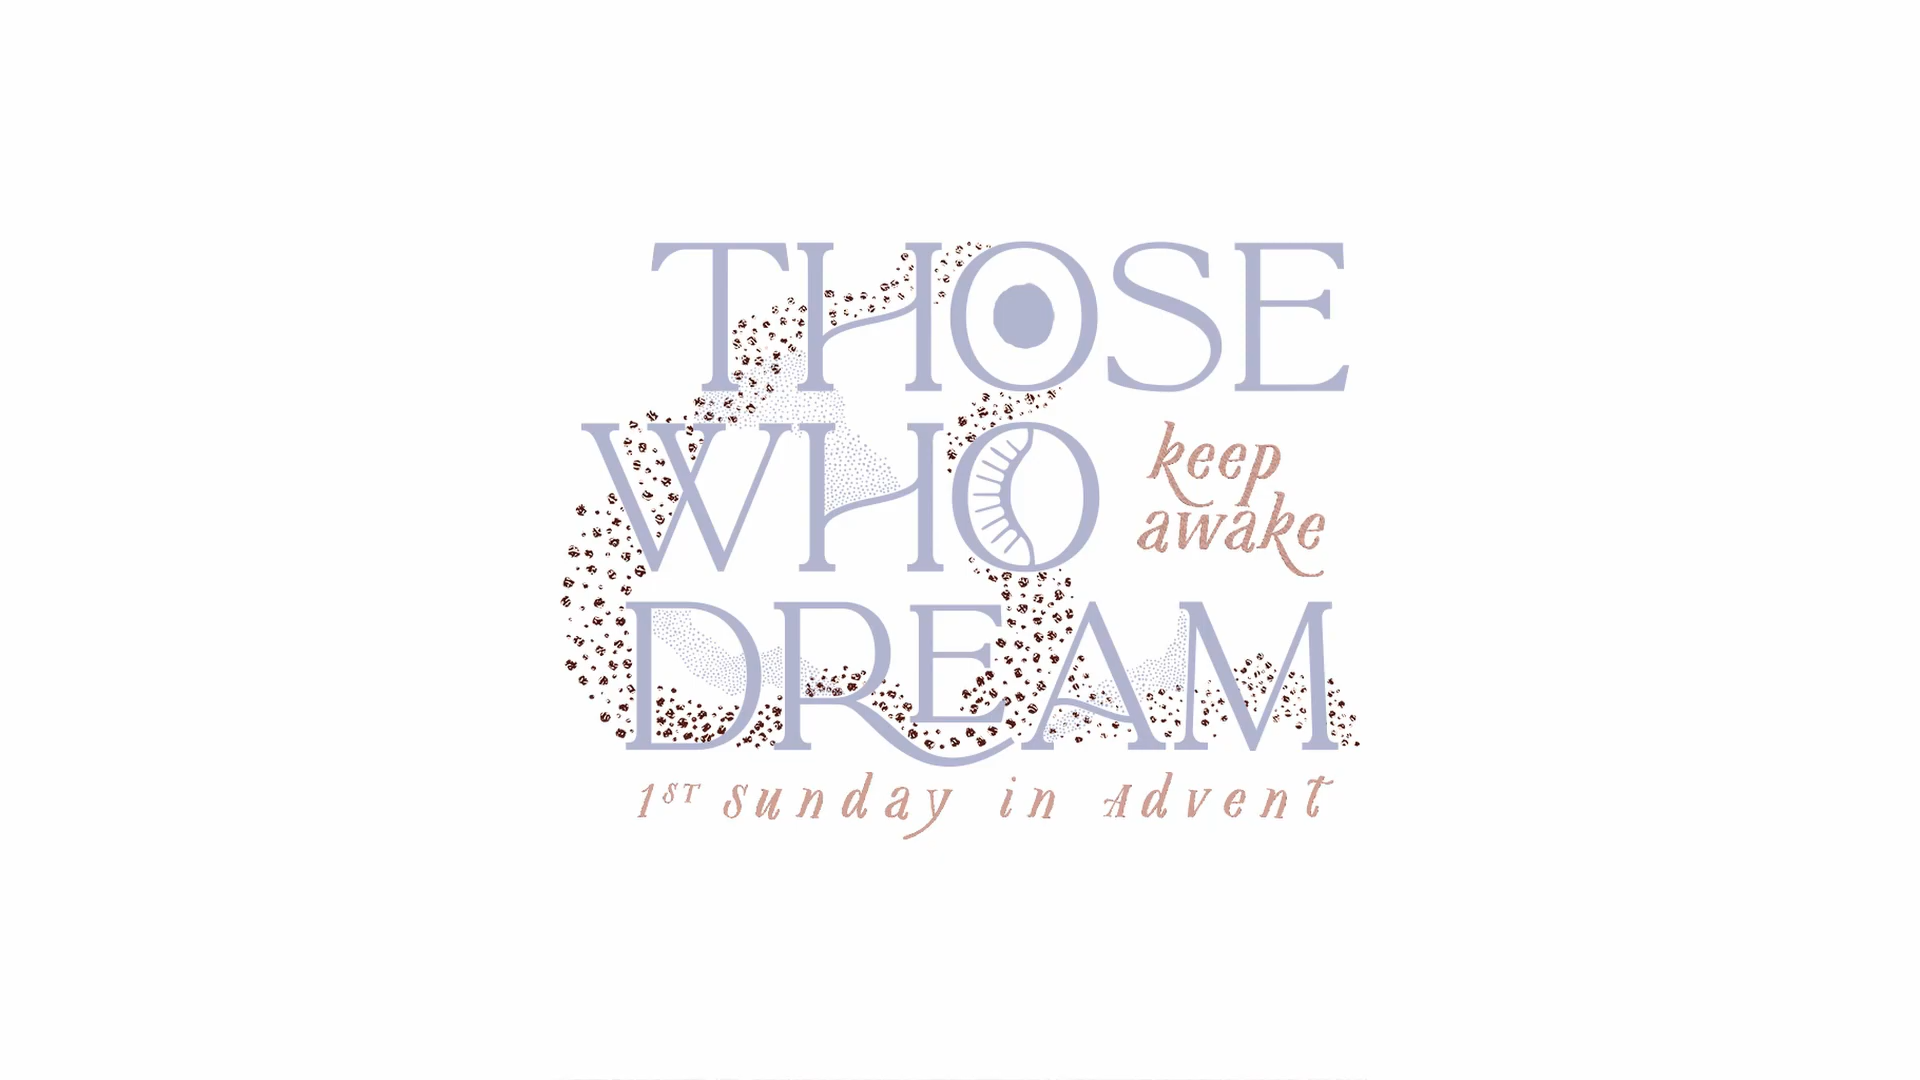 THOSE
WHO
keep
awake
DREAM
1ST Sunday in Advent